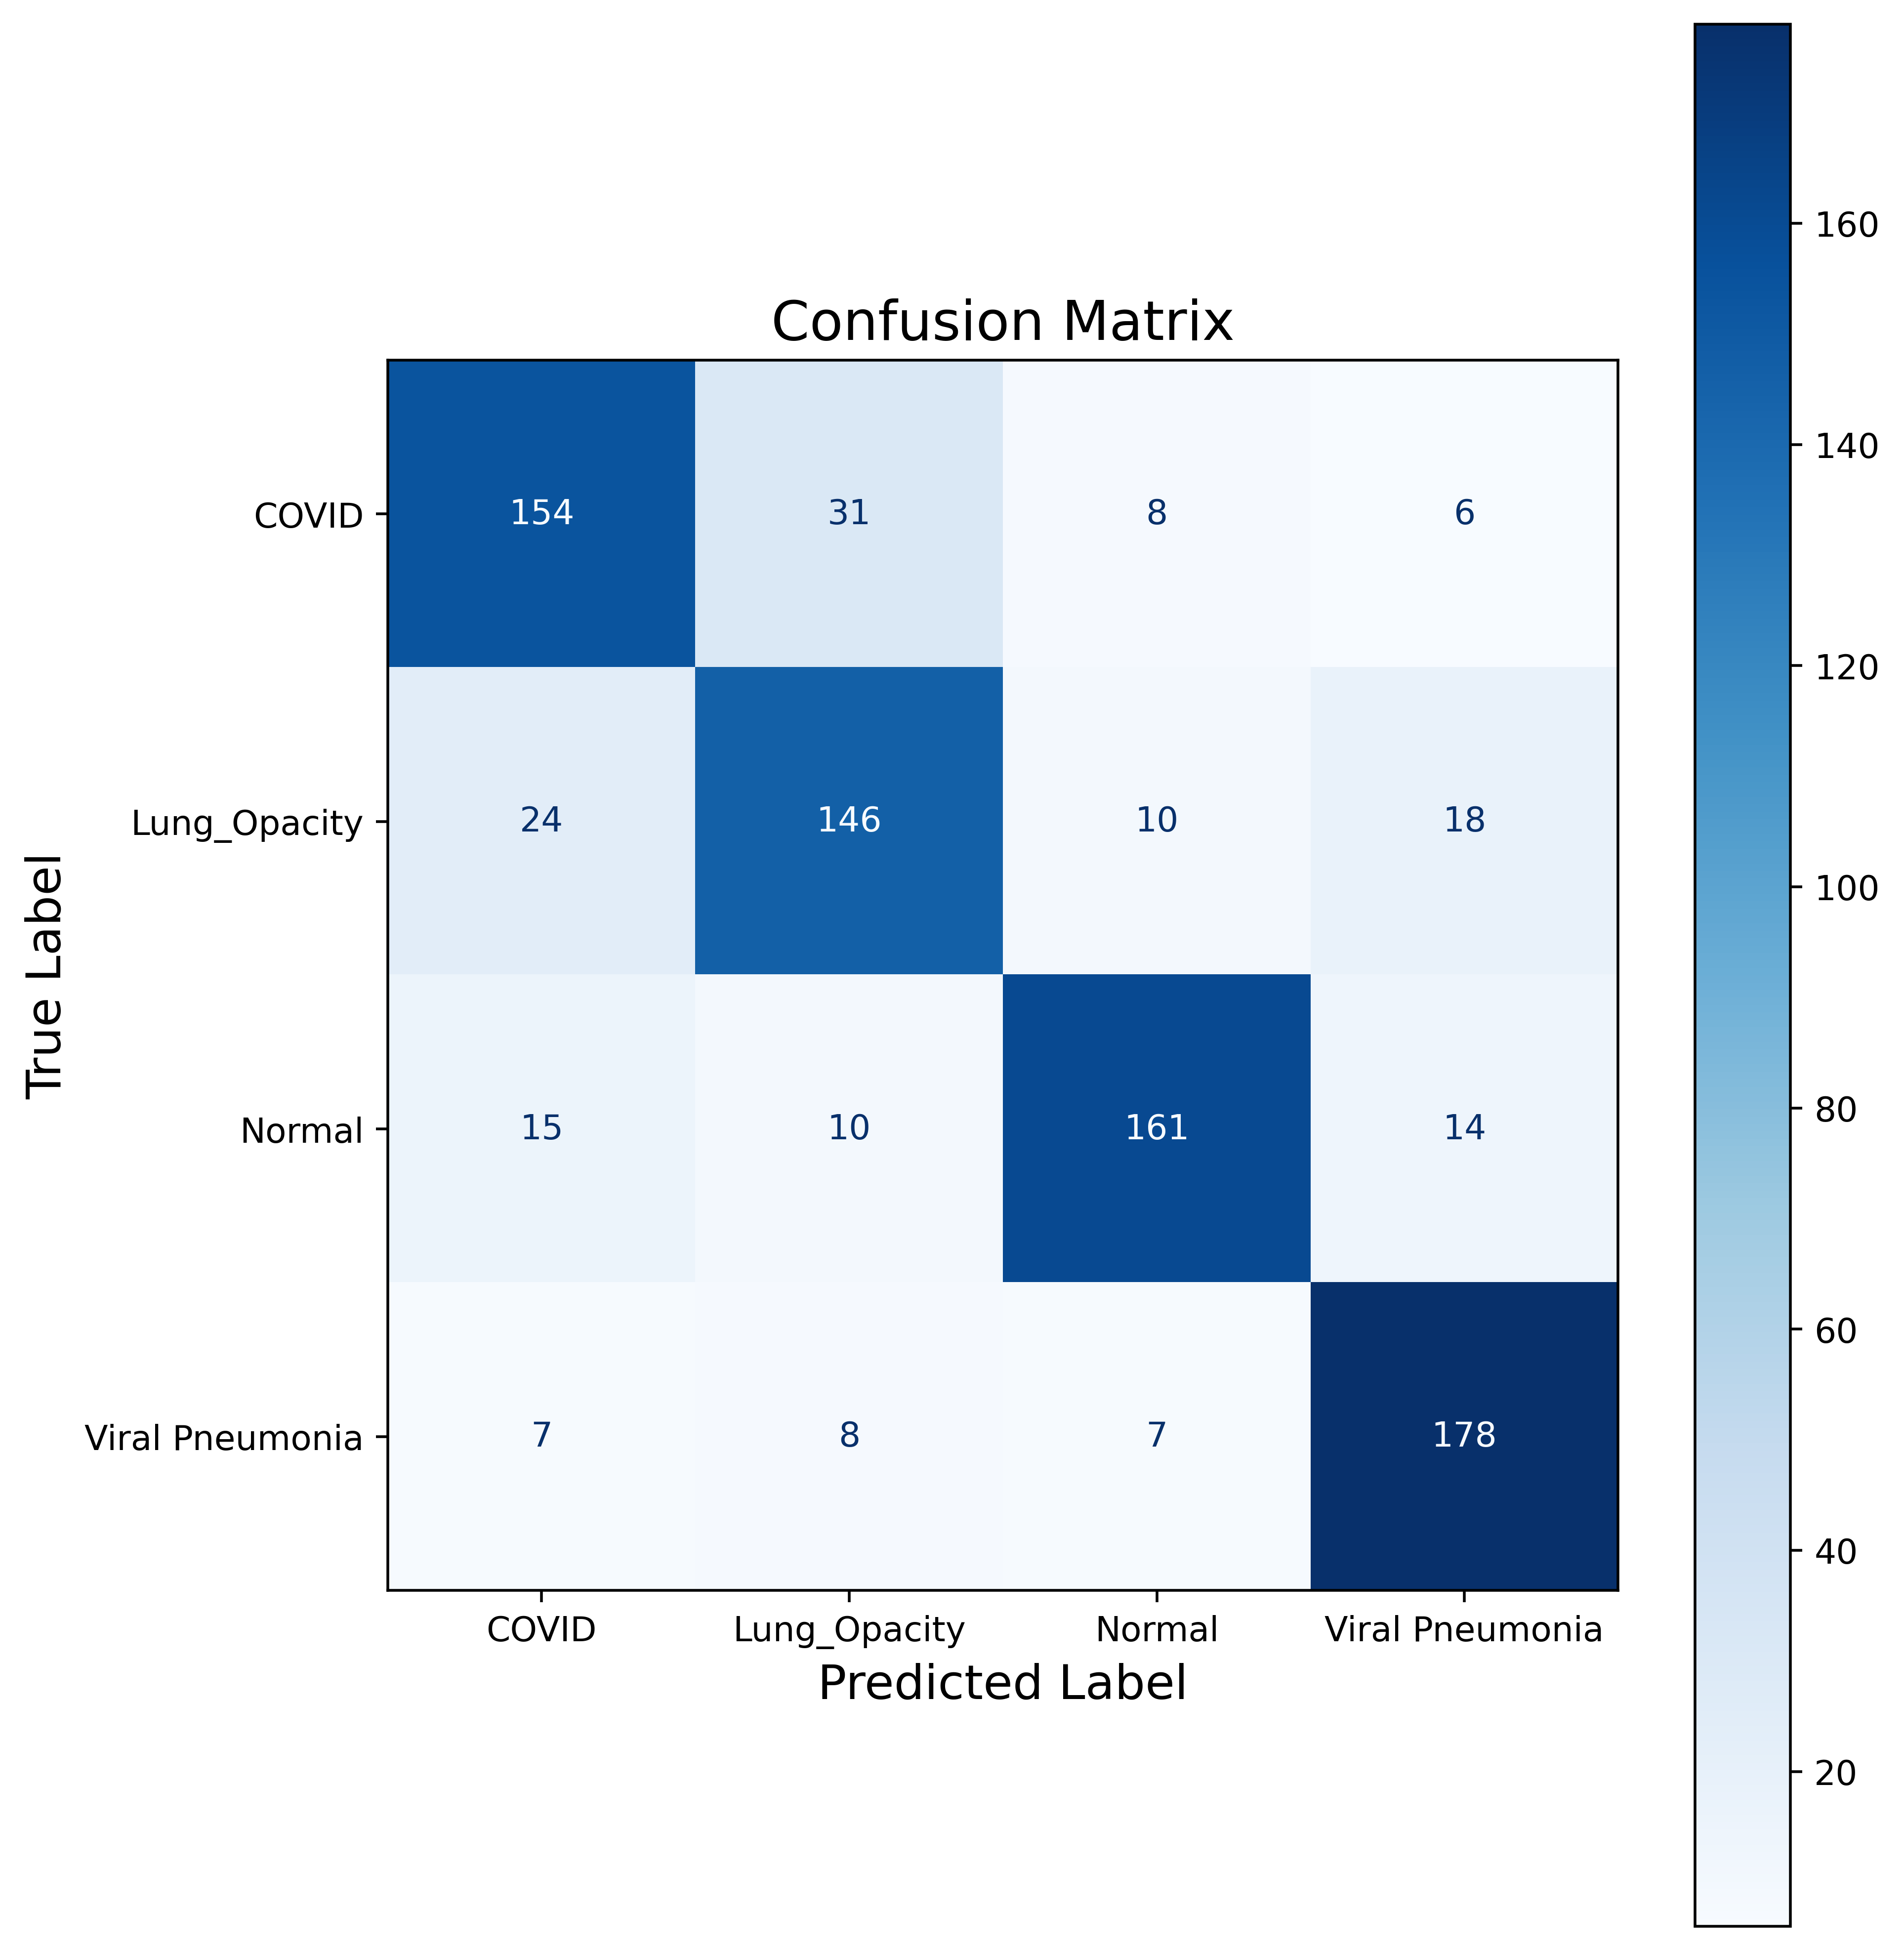 Confusion Matrix
True Label
COVID 154 31 8 6
Lung_Opacity 24 146 10 18
Normal 15 10 161 14
Viral Pneumonia 7 8 7 178
COVID Lung_Opacity Normal Viral Pneumonia
Predicted Label
160
140
120
100
80
60
40
20